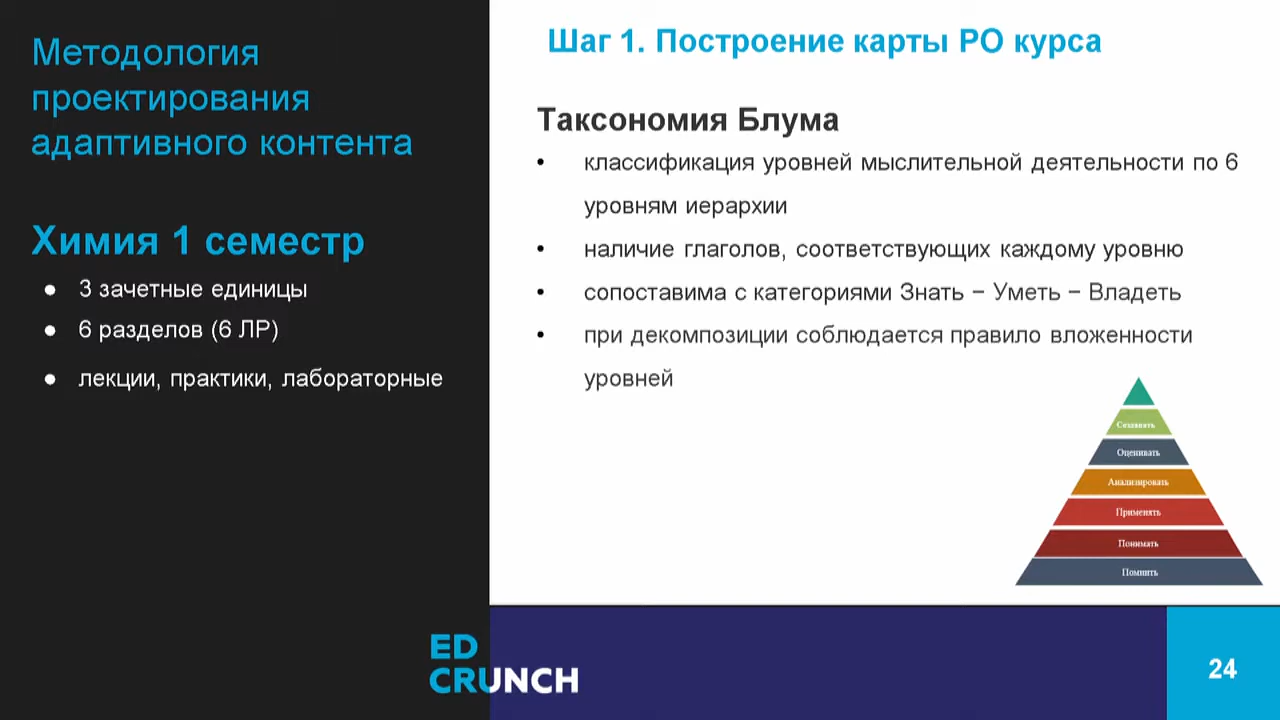 Методология
проектирования
адаптивного контента
Химия 1 семестр
● 3 зачетные единицы
● 6 разделов (6 ЛР)
● лекции, практики, лабораторные
Шаг 1. Построение карты РО курса
Таксономия Блума
• классификация уровней мыслительной деятельности по 6
уровням иерархии
• наличие глаголов, соответствующих каждому уровню
• сопоставима с категориями Знать − Уметь − Владеть
• при декомпозиции соблюдается правило вложенности
уровней
Создавать
Оценивать
Анализировать
Применять
Понимать
Помнить
ED
CRUNCH
24